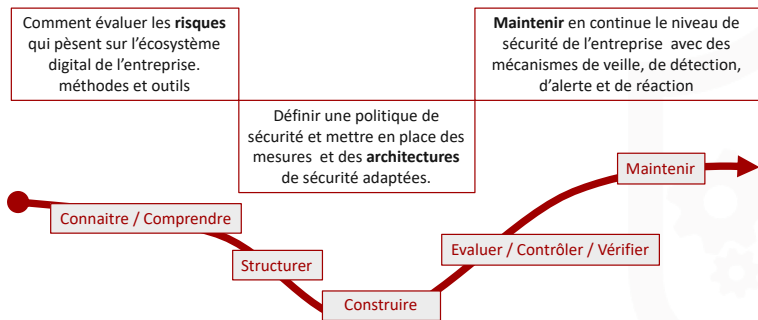 Comment évaluer les risques
qui pèsent sur l'écosystème
digital de l'entreprise.
méthodes et outils
Maintenir en continue le niveau de
sécurité de l'entreprise avec des
mécanismes de veille, de détection,
d'alerte et de réaction
Définir une politique de
sécurité et mettre en place des
mesures et des architectures
de sécurité adaptées.
Connaitre / Comprendre
Structurer
Construire
Evaluer / Contrôler / Vérifier
Maintenir